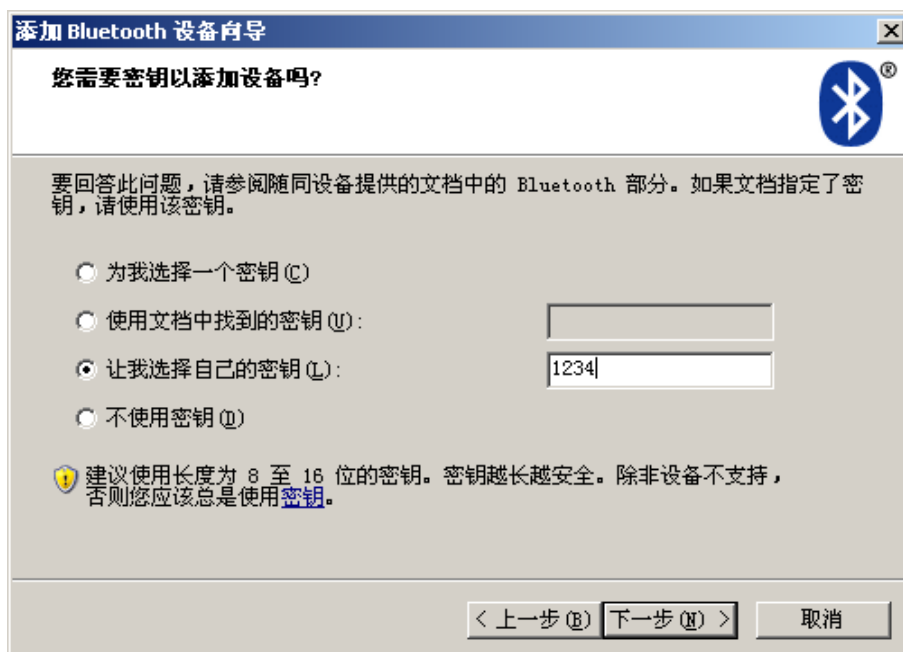 添加 Bluetooth 设备向导
您需要密钥以添加设备吗?
®
要回答此问题，请参阅随同设备提供的文档中的 Bluetooth 部分。如果文档指定了密
钥，请使用该密钥。
为我选择一个密钥(C)
使用文档中找到的密钥(U):
让我选择自己的密钥(L): 1234
不使用密钥(D)
建议使用长度为 8 至 16 位的密钥。密钥越长越安全。除非设备不支持，
否则您应该总是使用密钥。
< 上一步(B) 下一步(N) > 取消